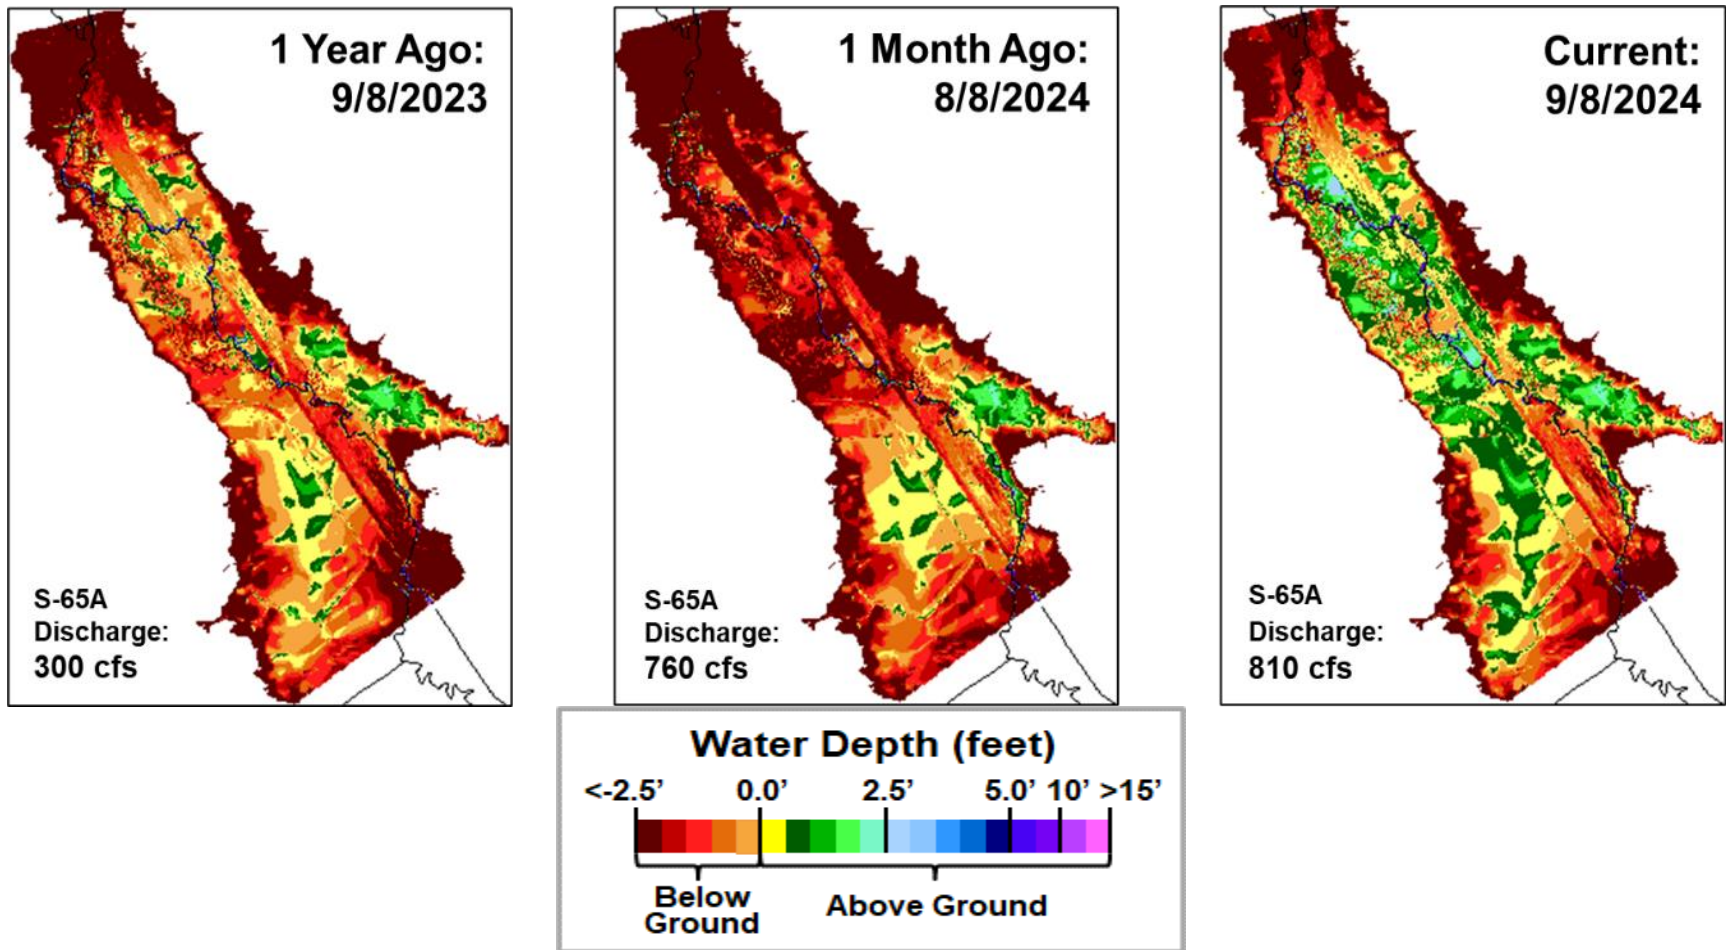 1 Year Ago:
9/8/2023
S-65A
Discharge:
300 cfs
1 Month Ago:
8/8/2024
S-65A
Discharge:
760 cfs
Current:
9/8/2024
S-65A
Discharge:
810 cfs
Water Depth (feet)
<-2.5’ 0.0’ 2.5’ 5.0’ 10’ >15’
Below
Ground
Above Ground